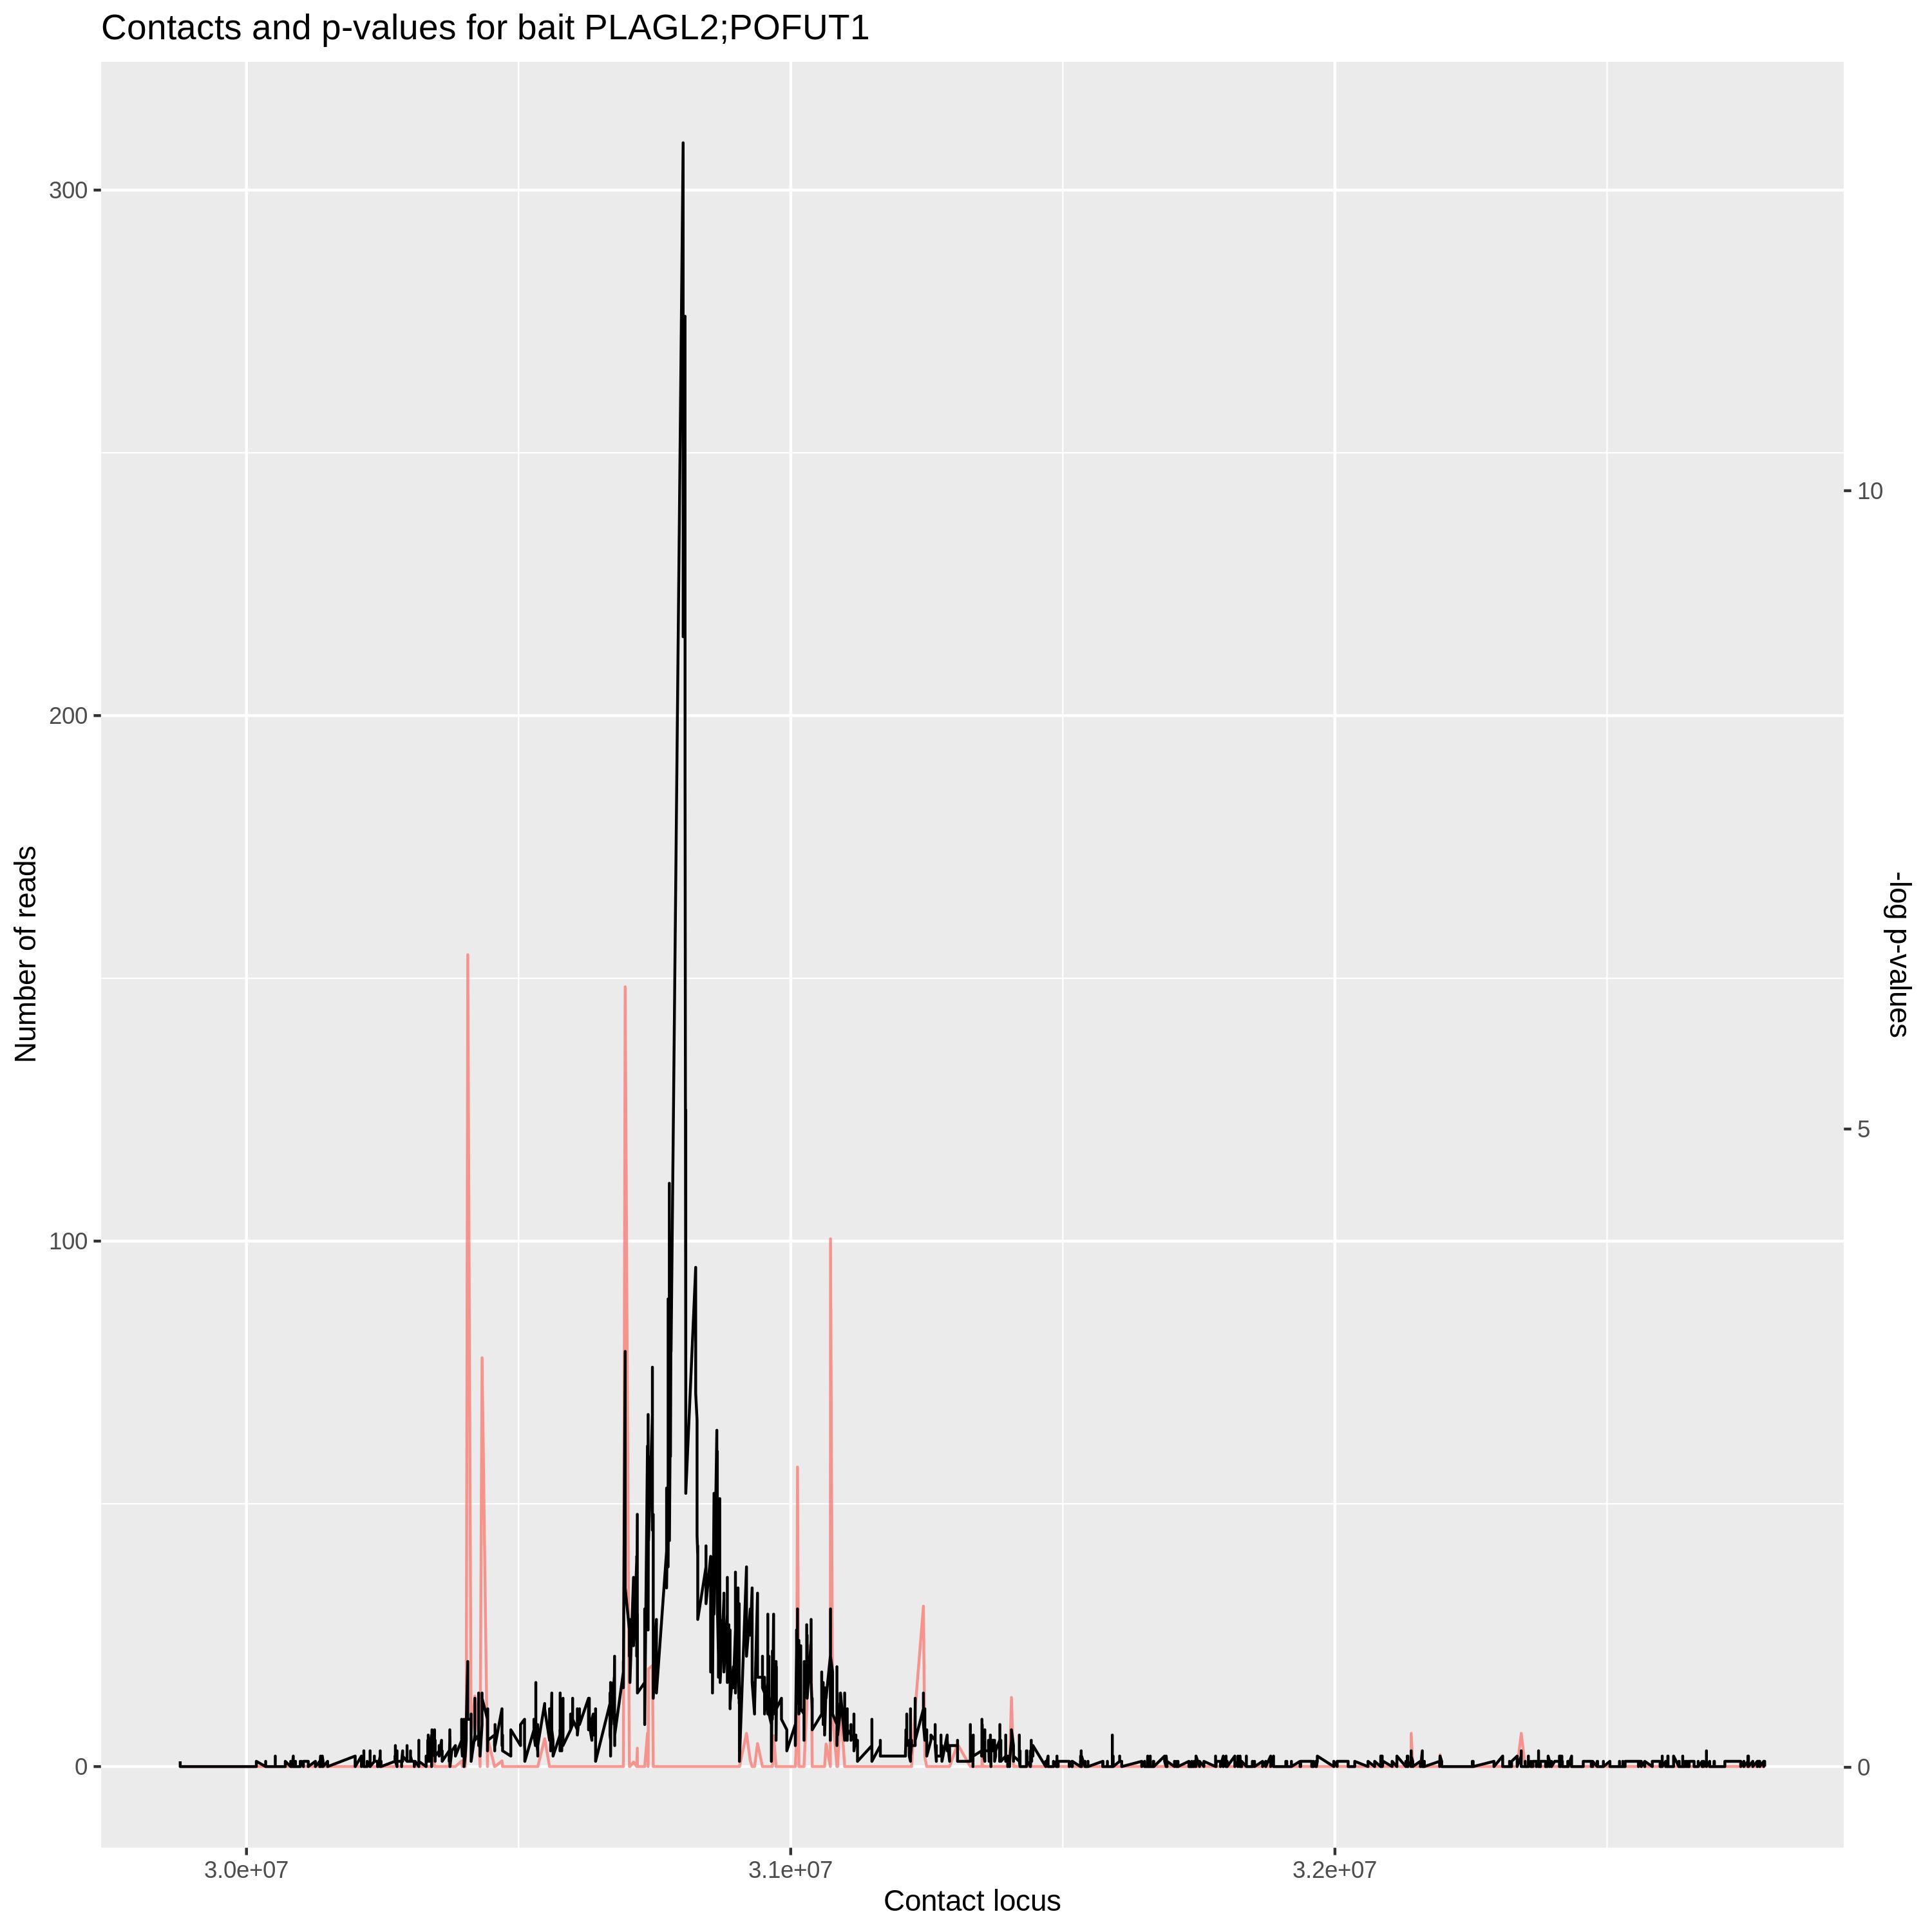 Contacts and p-values for bait PLAGL2;POFUT1
300
200
100
0
Number of reads
10
5
0
-log p-values
3.0e+07
3.1e+07
3.2e+07
Contact locus